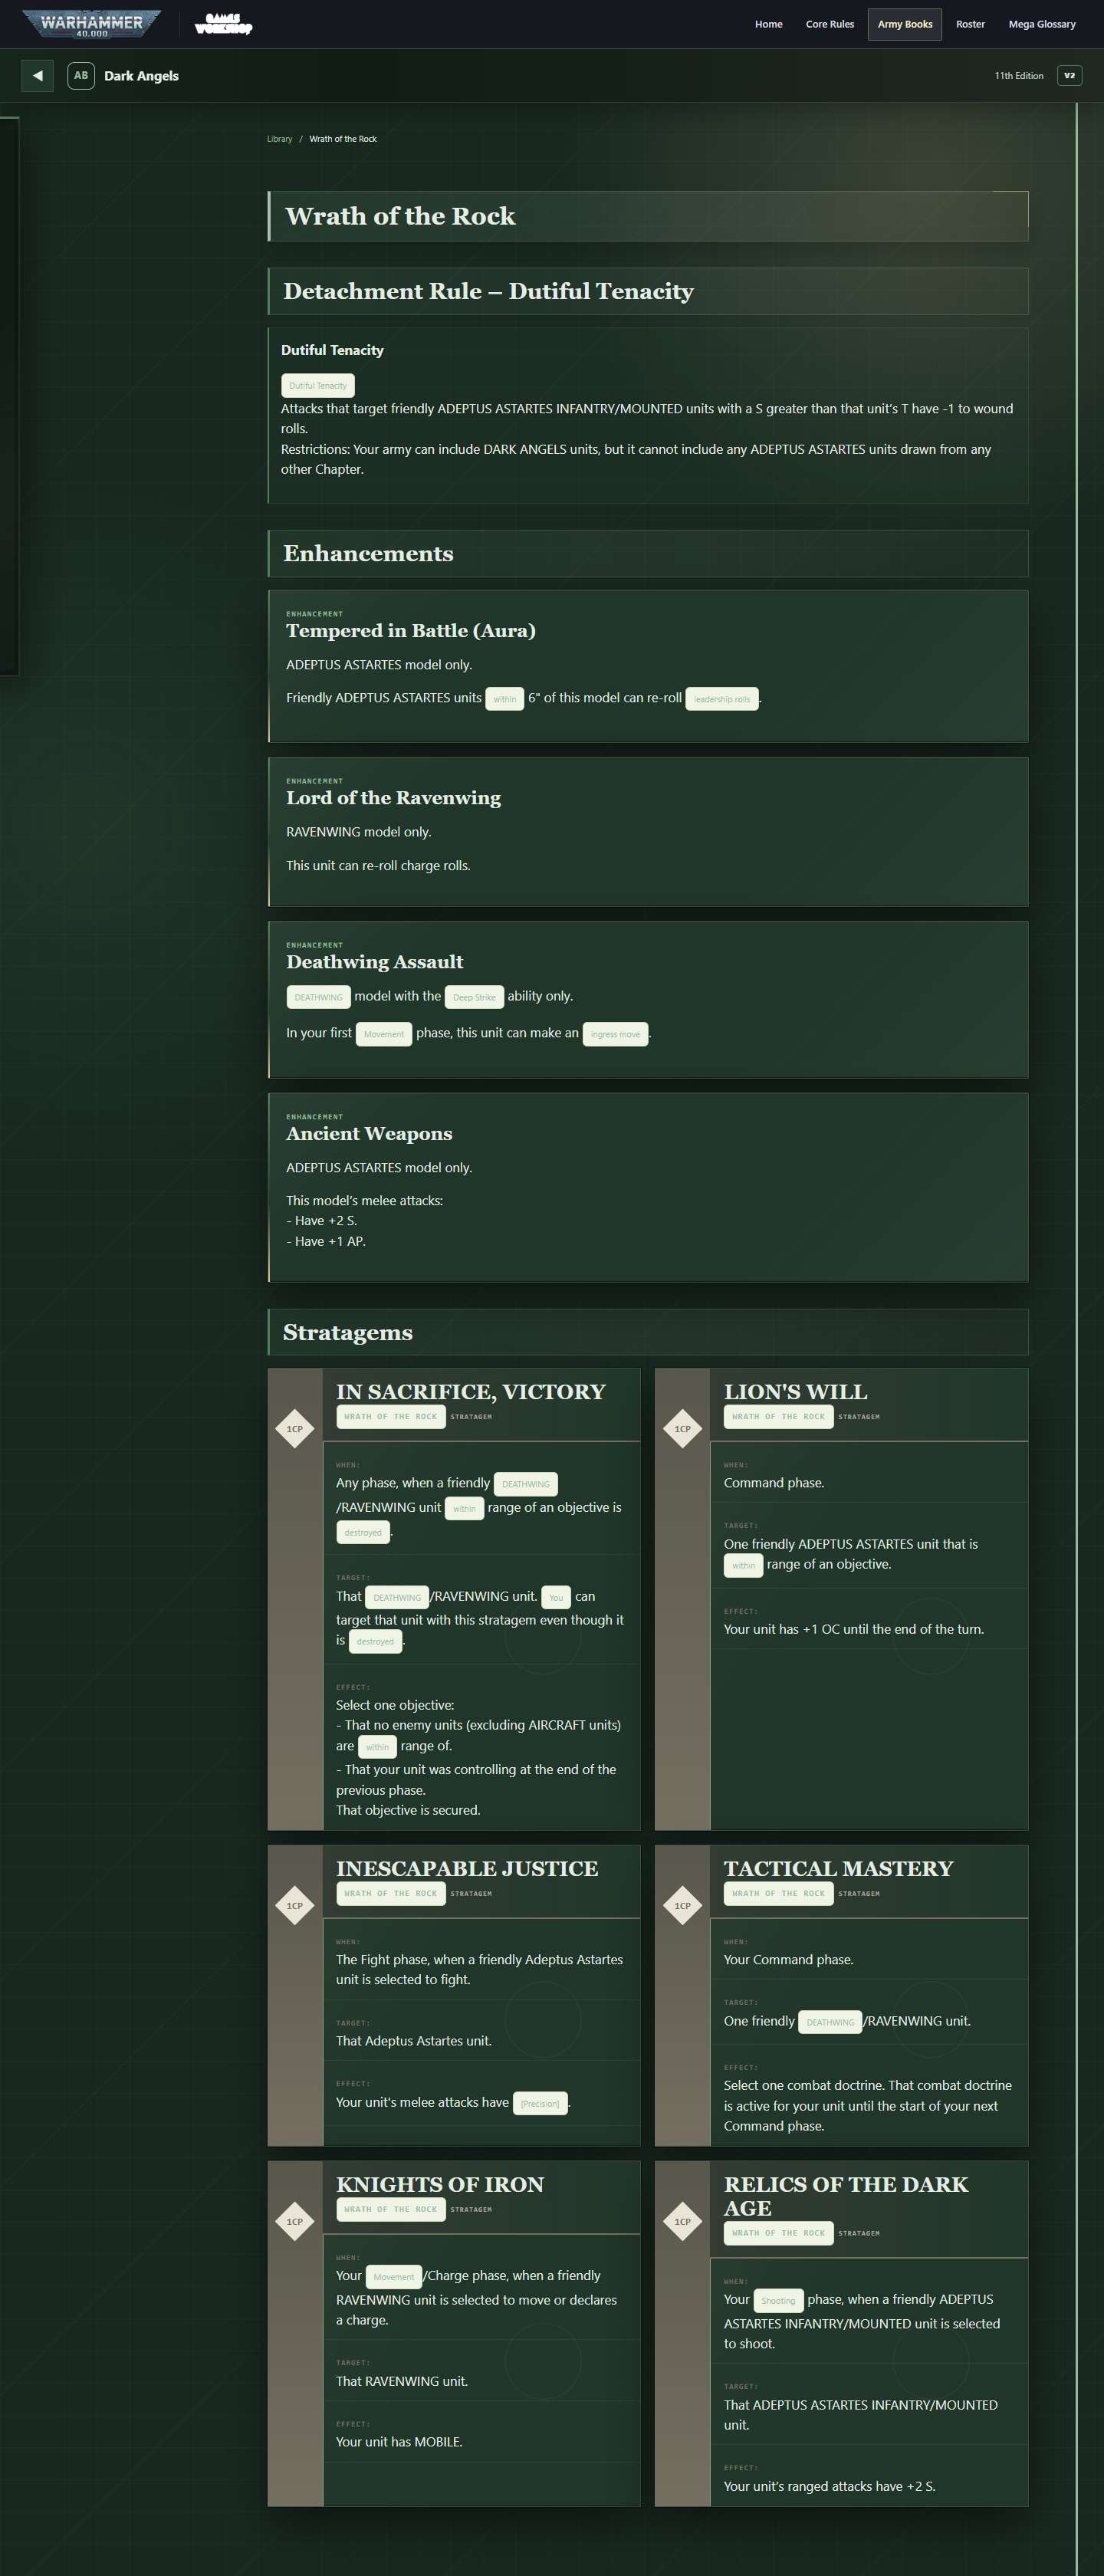 WARHAMMER
40,000
GAMES
WORKSHOP
Home
Core Rules
Army Books
Roster
Mega Glossary
◀
AB
Dark Angels
11th Edition
V2
Library / Wrath of the Rock
Wrath of the Rock
Detachment Rule – Dutiful Tenacity
Dutiful Tenacity
Dutiful Tenacity
Attacks that target friendly ADEPTUS ASTARTES INFANTRY/MOUNTED units with a S greater than that unit's T have -1 to wound
rolls.
Restrictions: Your army can include DARK ANGELS units, but it cannot include any ADEPTUS ASTARTES units drawn from any
other Chapter.
Enhancements
ENHANCEMENT
Tempered in Battle (Aura)
ADEPTUS ASTARTES model only.
Friendly ADEPTUS ASTARTES units within 6" of this model can re-roll leadership rolls.
ENHANCEMENT
Lord of the Ravenwing
RAVENWING model only.
This unit can re-roll charge rolls.
ENHANCEMENT
Deathwing Assault
DEATHWING model with the Deep Strike ability only.
In your first Movement phase, this unit can make an ingress move.
ENHANCEMENT
Ancient Weapons
ADEPTUS ASTARTES model only.
This model's melee attacks:
- Have +2 S.
- Have +1 AP.
Stratagems
1CP
IN SACRIFICE, VICTORY
WRATH OF THE ROCK STRATAGEM
WHEN:
Any phase, when a friendly DEATHWING
/RAVENWING unit within range of an objective is
destroyed.
TARGET:
That DEATHWING/RAVENWING unit. You can
target that unit with this stratagem even though it
is destroyed.
EFFECT:
Select one objective:
- That no enemy units (excluding AIRCRAFT units)
are within range of.
- That your unit was controlling at the end of the
previous phase.
That objective is secured.
1CP
LION'S WILL
WRATH OF THE ROCK STRATAGEM
WHEN:
Command phase.
TARGET:
One friendly ADEPTUS ASTARTES unit that is
within range of an objective.
EFFECT:
Your unit has +1 OC until the end of the turn.
1CP
INESCAPABLE JUSTICE
WRATH OF THE ROCK STRATAGEM
WHEN:
The Fight phase, when a friendly Adeptus Astartes
unit is selected to fight.
TARGET:
That Adeptus Astartes unit.
EFFECT:
Your unit's melee attacks have [Precision].
1CP
TACTICAL MASTERY
WRATH OF THE ROCK STRATAGEM
WHEN:
Your Command phase.
TARGET:
One friendly DEATHWING/RAVENWING unit.
EFFECT:
Select one combat doctrine. That combat doctrine
is active for your unit until the start of your next
Command phase.
1CP
KNIGHTS OF IRON
WRATH OF THE ROCK STRATAGEM
WHEN:
Your Movement/Charge phase, when a friendly
RAVENWING unit is selected to move or declares
a charge.
TARGET:
That RAVENWING unit.
EFFECT:
Your unit has MOBILE.
1CP
RELICS OF THE DARK
AGE
WRATH OF THE ROCK STRATAGEM
WHEN:
Your Shooting phase, when a friendly ADEPTUS
ASTARTES INFANTRY/MOUNTED unit is selected
to shoot.
TARGET:
That ADEPTUS ASTARTES INFANTRY/MOUNTED
unit.
EFFECT:
Your unit's ranged attacks have +2 S.